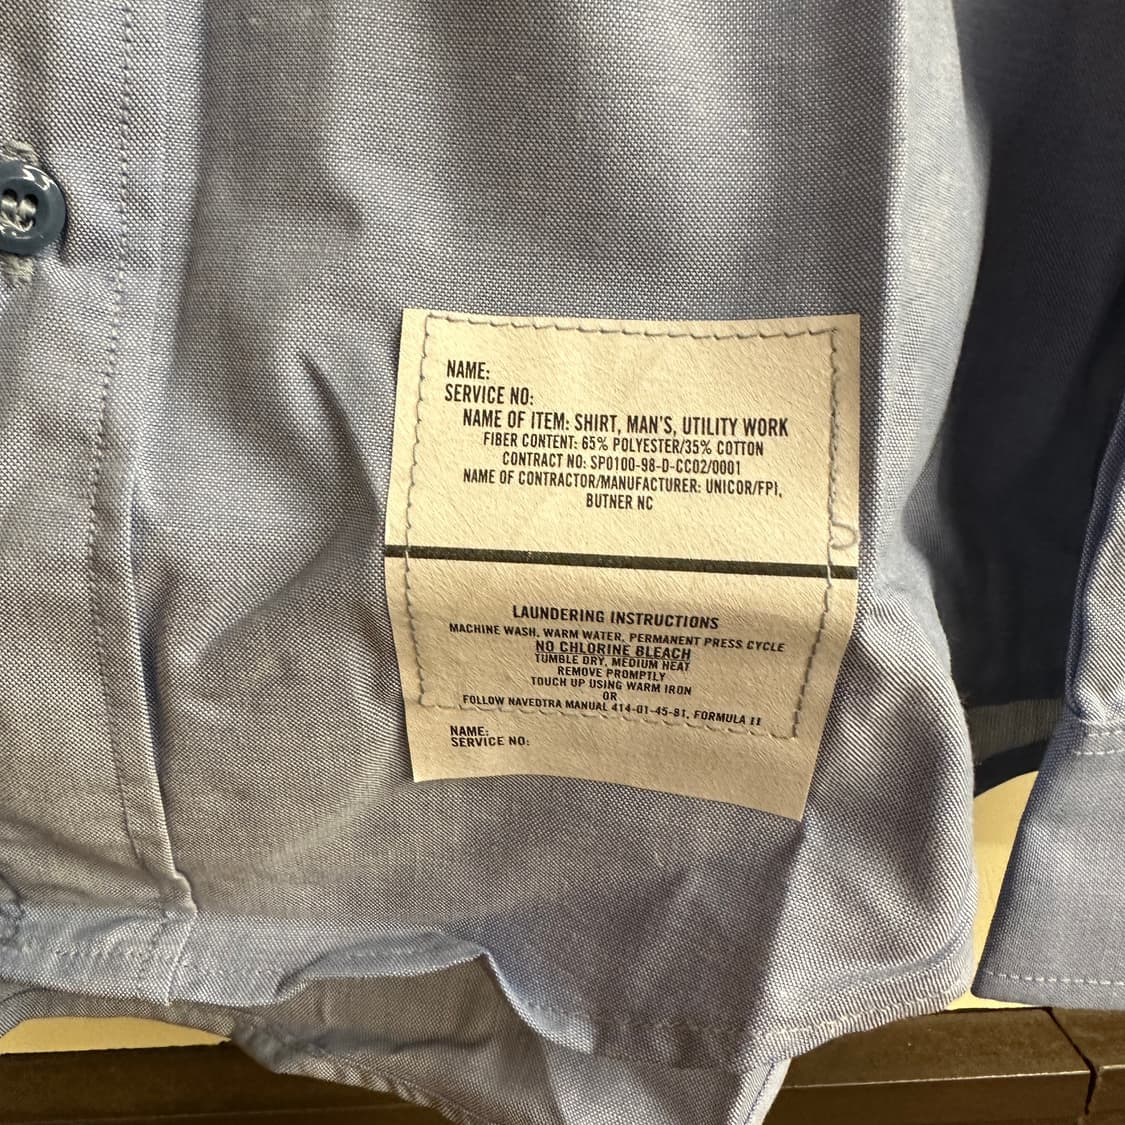 NAME:
SERVICE NO:
NAME OF ITEM: SHIRT, MAN'S, UTILITY WORK
FIBER CONTENT: 65% POLYESTER/35% COTTON
CONTRACT NO: SP0100-98-D-CC02/0001
NAME OF CONTRACTOR/MANUFACTURER: UNICOR/FPI,
BUTNER NC
LAUNDERING INSTRUCTIONS
MACHINE WASH, WARM WATER, PERMANENT PRESS CYCLE
NO CHLORINE BLEACH
TUMBLE DRY, MEDIUM HEAT
REMOVE PROMPTLY
TOUCH UP USING WARM IRON
OR
FOLLOW NAVEDTRA MANUAL 414-01-45-81, FORMULA II
NAME:
SERVICE NO: